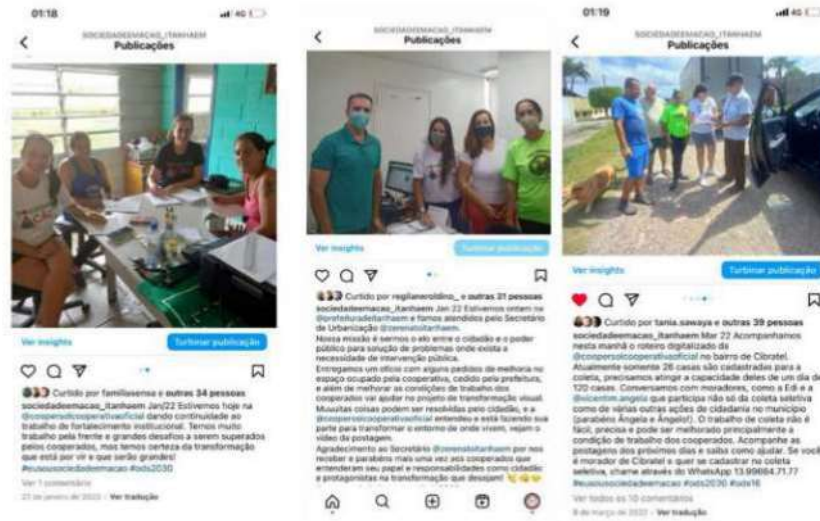 01:18
4G
SOCIEDADEEMACAO_ITANHAEM
Publicações
Ver insights
Turbinar publicação
Curtido por familiasensa e outras 34 pessoas
sociedadeemacao_itanhaem Jan/22 Estivemos hoje na
@coopersolcooperativaoficial dando continuidade ao
trabalho de fortalecimento institucional. Temos muito
trabalho pela frente e grandes desafios a serem superados
pelos cooperados, mas temos certeza da transformação
que está por vir e que serão grandes!
#eusousociedadeemacao #ods2030
Ver 1 comentário
27 de janeiro de 2022 · Ver tradução
SOCIEDADEEMACAO_ITANHAEM
Publicações
Ver insights
Turbinar publicação
Curtido por regilaneroldino_ e outras 31 pessoas
sociedadeemacao_itanhaem Jan 22 Estivemos ontem na
@prefeituradeitanhaem e fomos atendidos pelo Secretário
de Urbanização @zerenatoitanhaem.
Nossa missão é sermos o elo entre o cidadão e o poder
público para solução de problemas onde exista a
necessidade de intervenção pública.
Entregamos um ofício com alguns pedidos de melhoria no
espaço ocupado pela cooperativa, cedido pela prefeitura,
e além de melhorar as condições de trabalho dos
cooperados vai ajudar no projeto de transformação visual.
Muuuitas coisas podem ser resolvidas pelo cidadão, e a
@coopersolcooperativaoficial entendeu e está fazendo sua
parte para transformar o entorno de onde vivem, vejam o
vídeo da postagem.
Agradecimento ao Secretário @zerenatoitanhaem por nos
receber e parabéns mais uma vez aos cooperados que
entenderam seu papel e responsabilidades como cidadão
e protagonistas na transformação que desejam!
01:19
4G
SOCIEDADEEMACAO_ITANHAEM
Publicações
Ver insights
Turbinar publicação
Curtido por tania.sawaya e outras 39 pessoas
sociedadeemacao_itanhaem Mar 22 Acompanhamos
nesta manhã o roteiro digitalizado da
@coopersolcooperativaoficial no bairro de Cibratel.
Atualmente somente 26 casas são cadastradas para a
coleta, precisamos atingir a capacidade deles de um dia de
120 casas. Conversamos com moradores, como a Edi e a
@vicentim.angela que participa não só da coleta seletiva
como de várias outras ações de cidadania no município
(parabéns Angela e Ângelo!). O trabalho de coleta não é
fácil, precisa e pode ser melhorado principalmente a
condição de trabalho dos cooperados. Acompanhe as
postagens dos próximos dias e saiba como ajudar. Se você
é morador de Cibratel e quer se cadastrar no coleta
seletiva, chame através do WhatsApp 13.99684.71.77
#eusousociedadeemacao #ods2030 #ods16
Ver todos os 10 comentários
8 de março de 2022 · Ver tradução